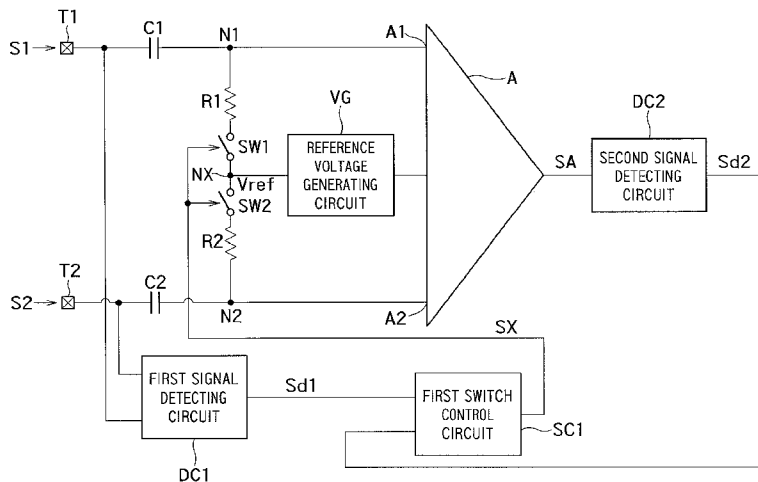 T1
S1
C1
N1
A1
A
R1
VG
DC2
SW1
REFERENCE
VOLTAGE
GENERATING
CIRCUIT
SA
SECOND SIGNAL
DETECTING
CIRCUIT
Sd2
NX
Vref
SW2
R2
T2
S2
C2
N2
A2
SX
FIRST SIGNAL
DETECTING
CIRCUIT
Sd1
FIRST SWITCH
CONTROL
CIRCUIT
SC1
DC1